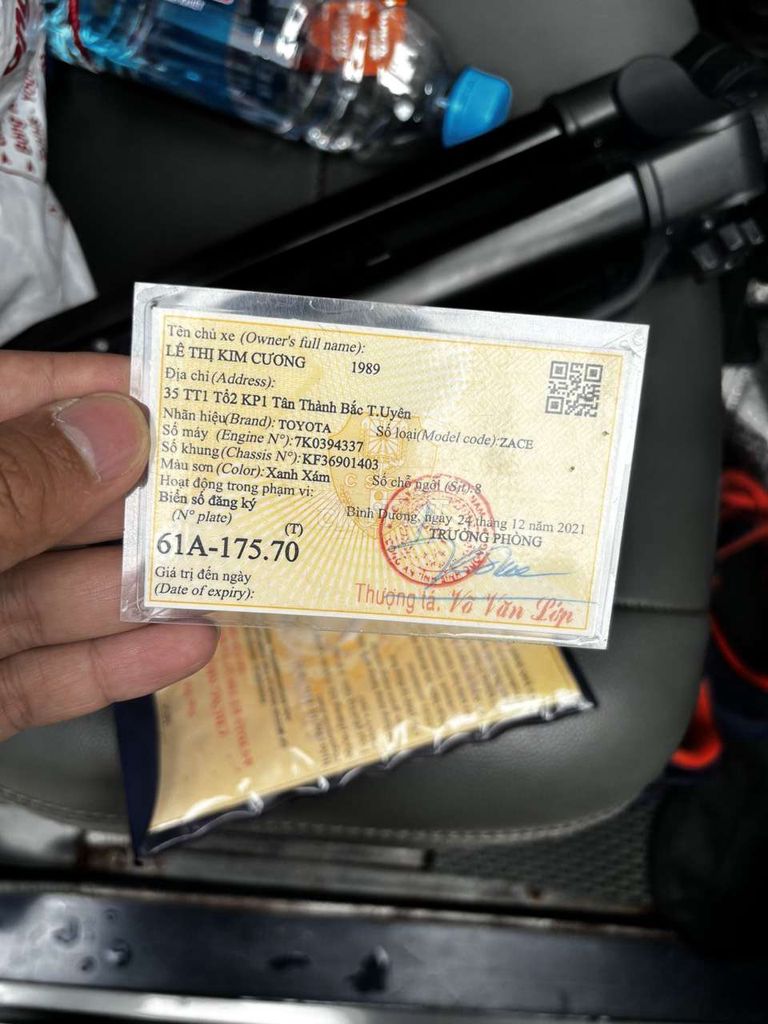 Tên chủ xe (Owner's full name):
LÊ THỊ KIM CƯƠNG 1989
Địa chỉ (Address):
35 TT1 Tổ2 KP1 Tân Thành Bắc T.Uyên
Nhãn hiệu(Brand): TOYOTA Số loại(Model code): ZACE
Số máy (Engine N°):7K0394337
Số khung(Chassis N°):KF36901403
Màu sơn (Color): Xanh Xám Số chỗ ngồi (Sit):8
Hoạt động trong phạm vi:
Biển số đăng ký
(N° plate) (T)
Bình Dương, ngày 24 tháng 12 năm 2021
TRƯỞNG PHÒNG
61A-175.70
Giá trị đến ngày
(Date of expiry):
Thượng tá. Võ Văn Lớp